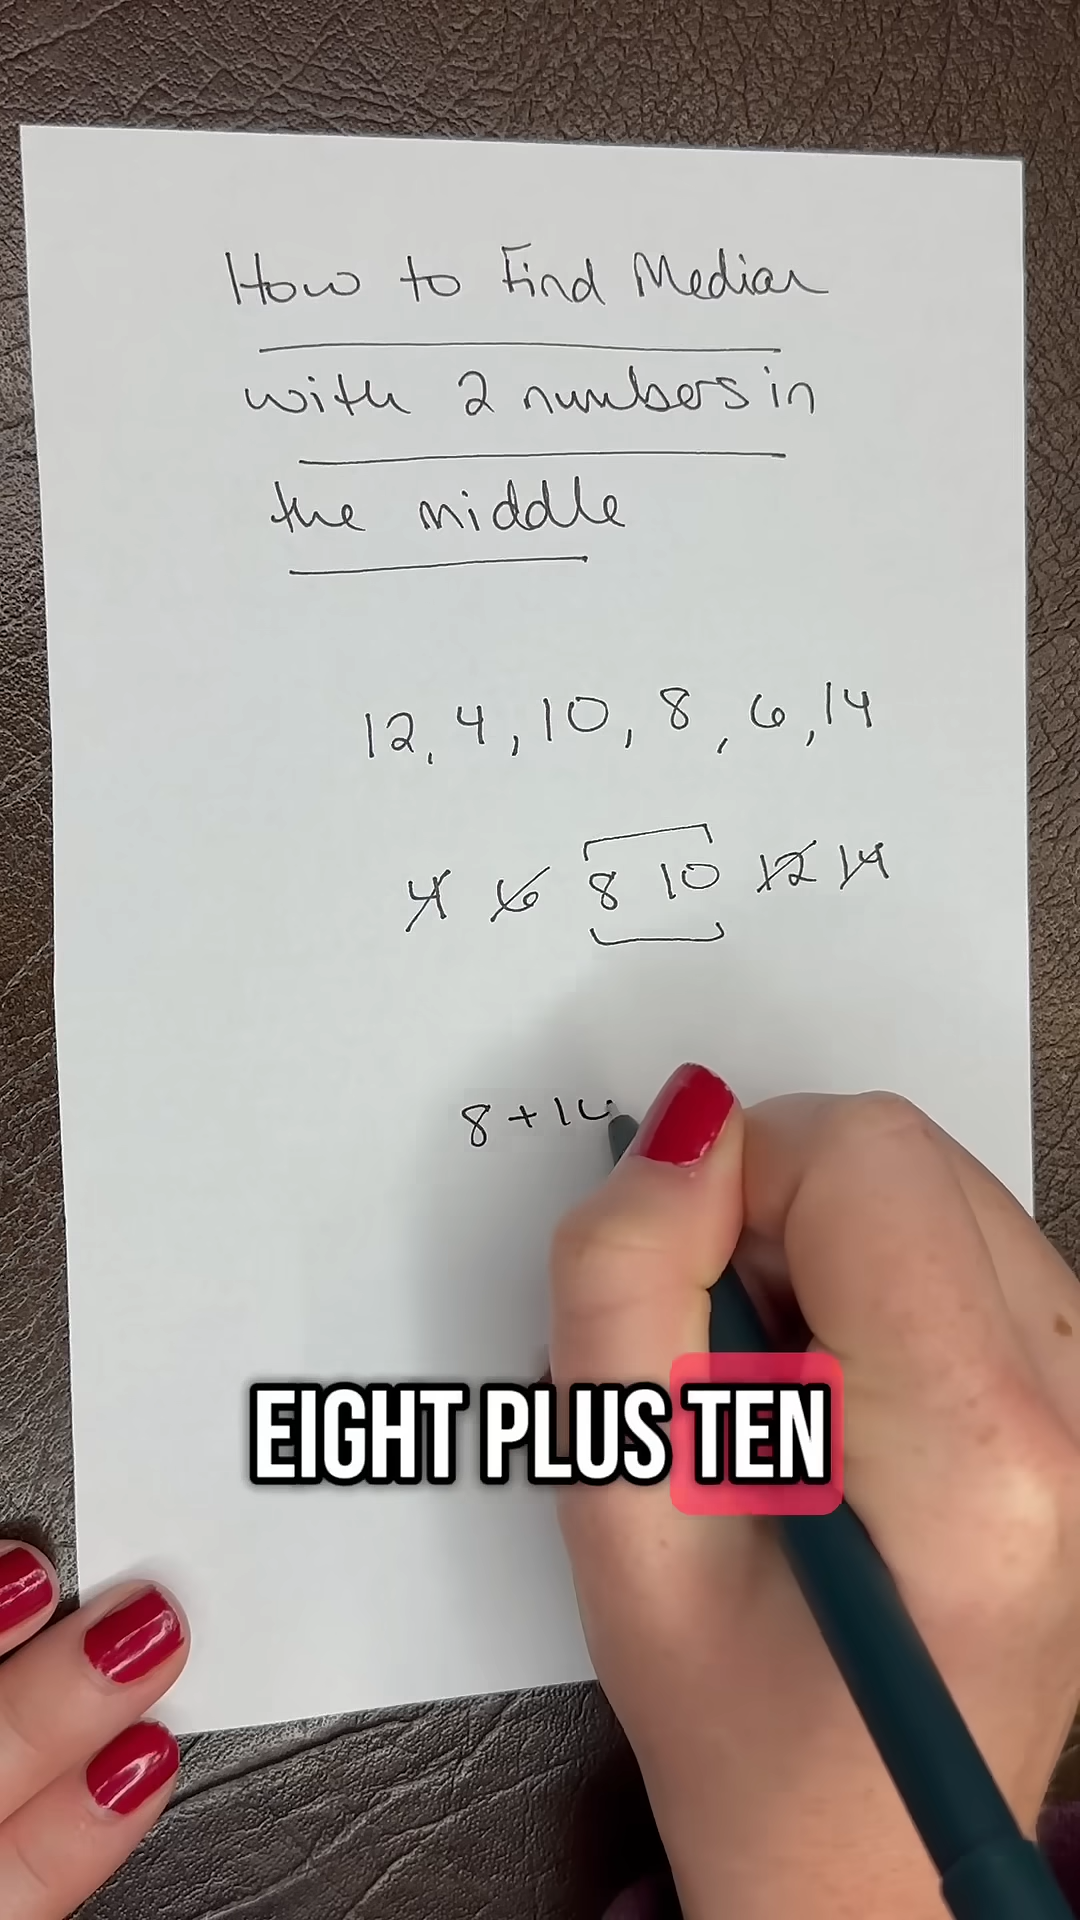 How to Find Median
with 2 numbers in
the middle
12, 4, 10, 8, 6, 14
4 6 8 10 12 14
8 + 10
EIGHT PLUS TEN